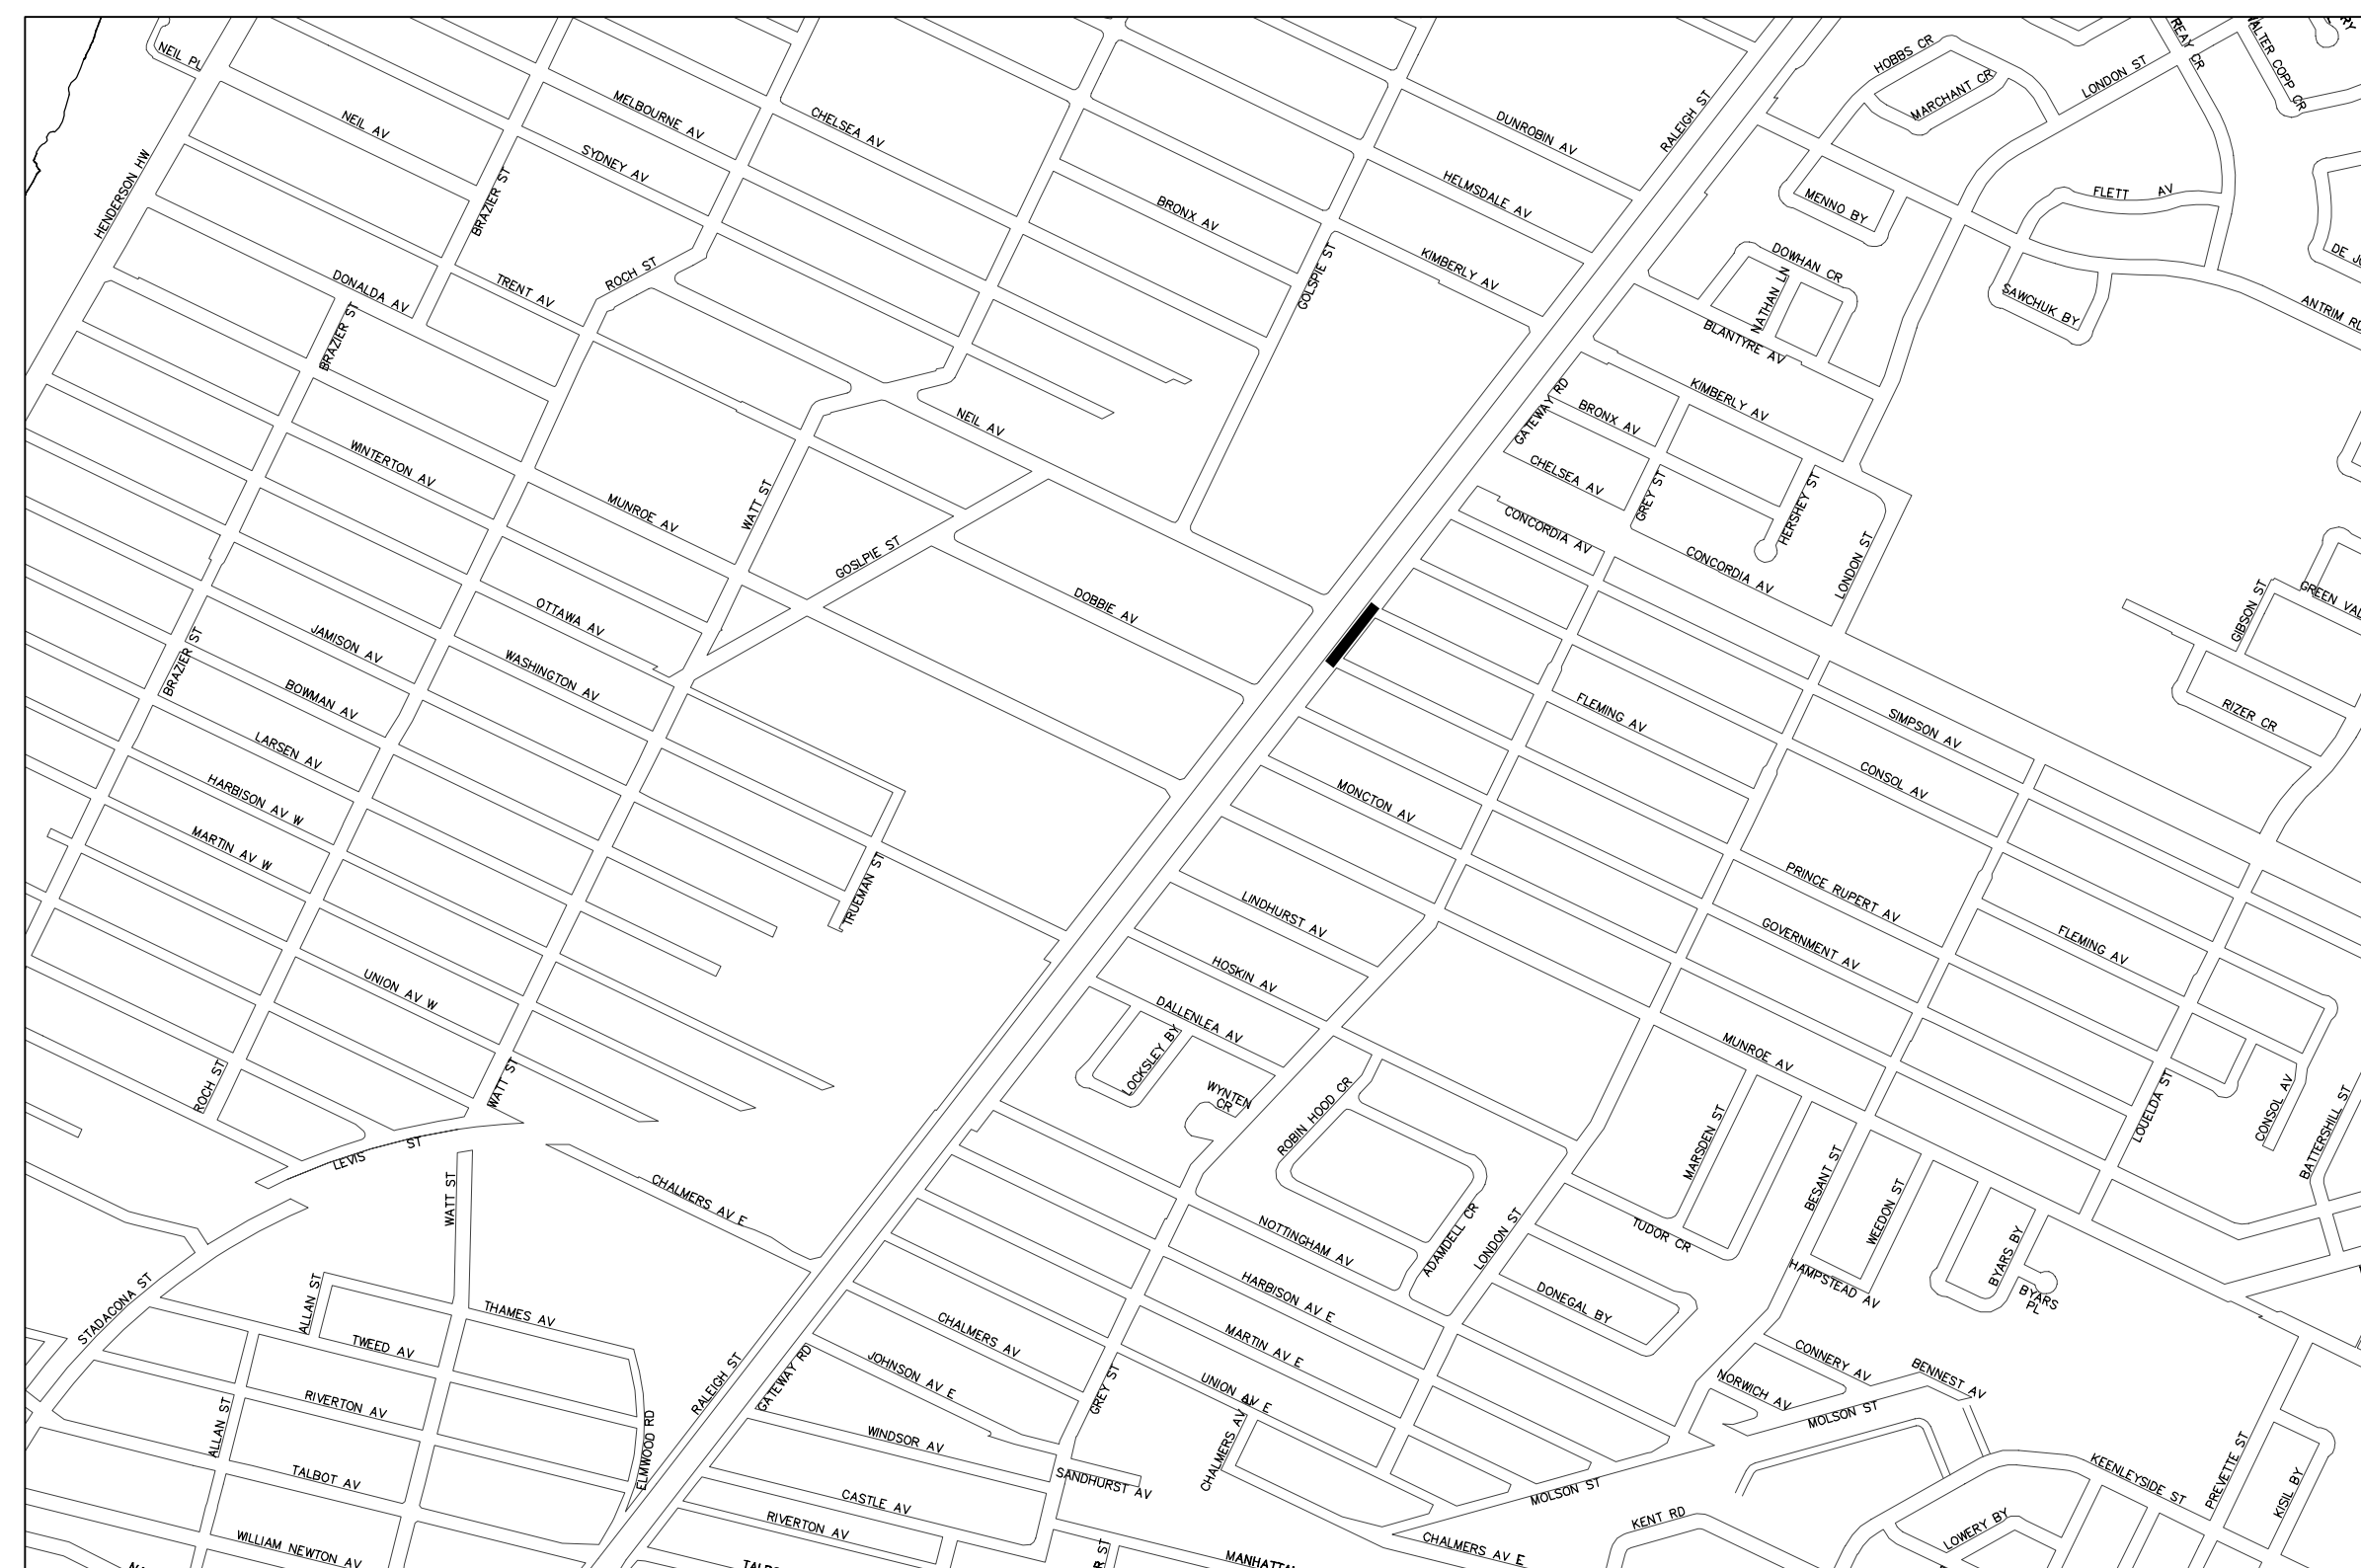 NEIL PL
HOBBS CR
REAY CR
WALTER COPP CR
LONDON ST
MARCHANT CR
MELBOURNE AV
CHELSEA AV
NEIL AV
DUNROBIN AV
RALEIGH ST
SYDNEY AV
HENDERSON HW
BRAZIER ST
HELMSDALE AV
MENNO BY
FLETT AV
BRONX AV
DOWHAN CR
KIMBERLY AV
GOLSPIE ST
ROCH ST
TRENT AV
DONALDA AV
NATHAN LN
SAWCHUK BY
ANTRIM RD
BLANTYRE AV
BRAZIER ST
KIMBERLY AV
GATEWAY RD
BRONX AV
NEIL AV
WINTERTON AV
CHELSEA AV
GREY ST
HERSHEY ST
MUNROE AV
WATT ST
CONCORDIA AV
CONCORDIA AV
LONDON ST
GOSLPIE ST
DOBBIE AV
GIBSON ST
GREEN VAL
OTTAWA AV
JAMISON AV
BRAZIER ST
WASHINGTON AV
BOWMAN AV
FLEMING AV
SIMPSON AV
RIZER CR
LARSEN AV
CONSOL AV
HARBISON AV W
MONCTON AV
MARTIN AV W
TRUEMAN ST
PRINCE RUPERT AV
LINDHURST AV
GOVERNMENT AV
FLEMING AV
UNION AV W
HOSKIN AV
DALLENLEA AV
LOCKSLEY BY
MUNROE AV
ROCH ST
WATT ST
WYNTEN
CR
ROBIN HOOD CR
MARSDEN ST
LOUELDA ST
CONSOL AV
BATTERSHILL ST
LEVIS ST
BESANT ST
WATT ST
CHALMERS AV E
WEEDON ST
NOTTINGHAM AV
ADAMDELL CR
LONDON ST
TUDOR CR
BYARS BY
HAMPSTEAD AV
BYARS
PL
STADACONA ST
ALLAN ST
THAMES AV
HARBISON AV E
DONEGAL BY
TWEED AV
CHALMERS AV
MARTIN AV E
CONNERY AV
BENNEST AV
JOHNSON AV E
RALEIGH ST
GATEWAY RD
GREY ST
UNION AV E
NORWICH AV
MOLSON ST
RIVERTON AV
ALLAN ST
ELMWOOD RD
WINDSOR AV
CHALMERS AV
SANDHURST AV
MOLSON ST
KEENLEYSIDE ST
PREVETTE ST
KISIL BY
TALBOT AV
CASTLE AV
RIVERTON AV
KENT RD
LOWERY BY
WILLIAM NEWTON AV
CHALMERS AV E